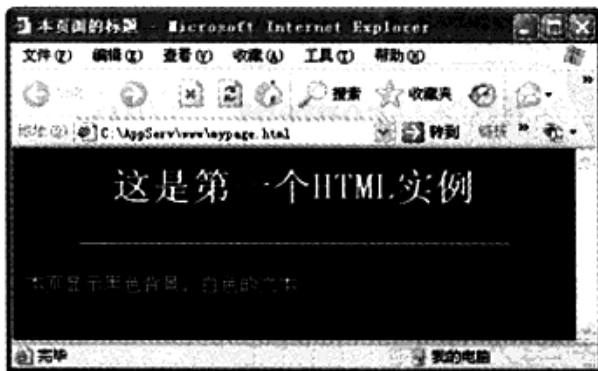 本页面的标题 - Microsoft Internet Explorer
文件(F) 编辑(E) 查看(V) 收藏(A) 工具(T) 帮助(H)
搜索 收藏夹
地址(D) C:\AppServ\www\mypage.html 转到 链接
这是第一个HTML实例
本页显示黑色背景，白色的文本
完毕 我的电脑